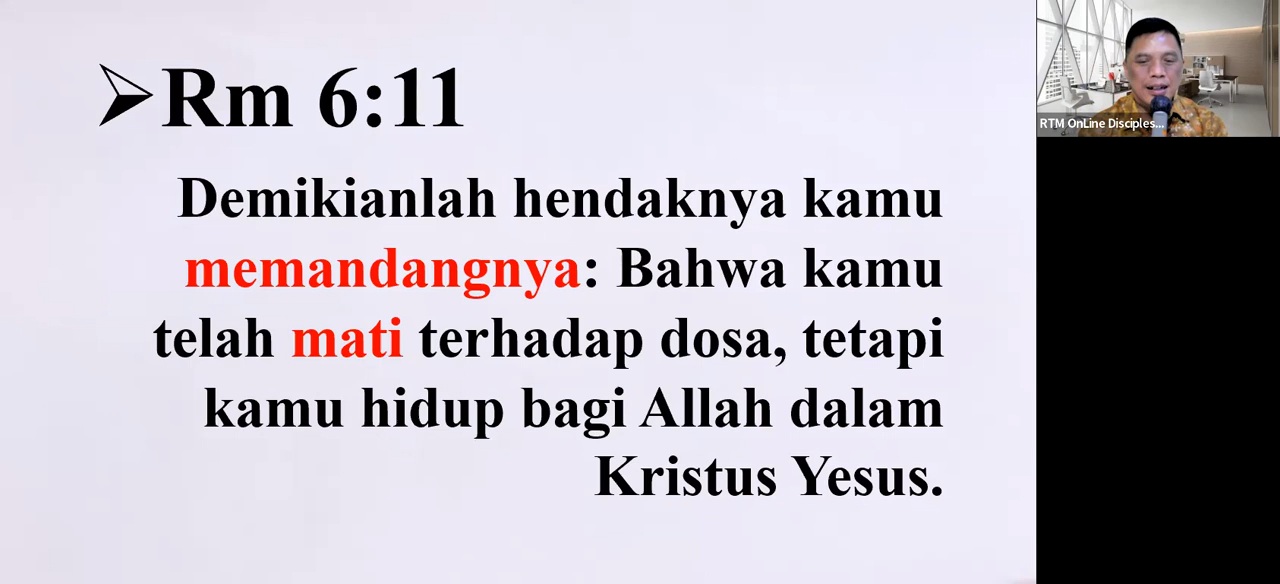 ➢Rm 6:11
Demikianlah hendaknya kamu
memandangnya: Bahwa kamu
telah mati terhadap dosa, tetapi
kamu hidup bagi Allah dalam
Kristus Yesus.
RTM OnLine Disciples...